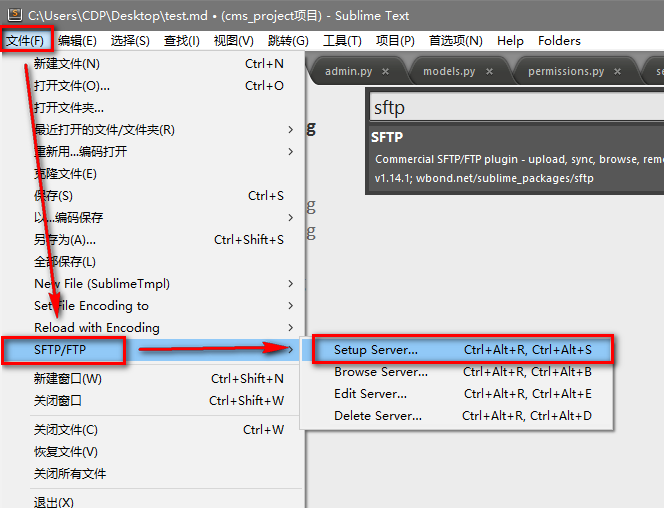 C:\Users\CDP\Desktop\test.md • (cms_project项目) - Sublime Text
文件(F) 编辑(E) 选择(S) 查找(I) 视图(V) 跳转(G) 工具(T) 项目(P) 首选项(N) Help Folders
admin.py × models.py × permissions.py × se
新建文件(N) Ctrl+N
打开文件(O)... Ctrl+O
打开文件夹...
最近打开的文件/文件夹(R)
重新用...编码打开
克隆文件(E)
保存(S) Ctrl+S
以...编码保存
另存为(A)... Ctrl+Shift+S
全部保存(L)
New File (SublimeTmpl)
Set File Encoding to
Reload with Encoding
SFTP/FTP
新建窗口(W) Ctrl+Shift+N
关闭窗口 Ctrl+Shift+W
关闭文件(C) Ctrl+W
恢复文件(V)
关闭所有文件
退出(X)
sftp
SFTP
Commercial SFTP/FTP plugin - upload, sync, browse, remo
v1.14.1; wbond.net/sublime_packages/sftp
g
g
g
Setup Server... Ctrl+Alt+R, Ctrl+Alt+S
Browse Server... Ctrl+Alt+R, Ctrl+Alt+B
Edit Server... Ctrl+Alt+R, Ctrl+Alt+E
Delete Server... Ctrl+Alt+R, Ctrl+Alt+D